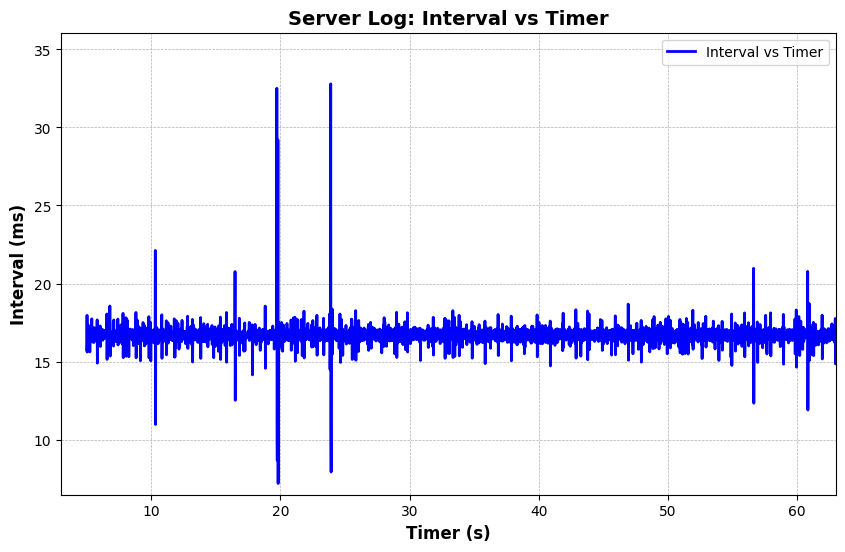 Server Log: Interval vs Timer
Interval vs Timer
35
30
25
20
15
10
Interval (ms)
10 20 30 40 50 60
Timer (s)